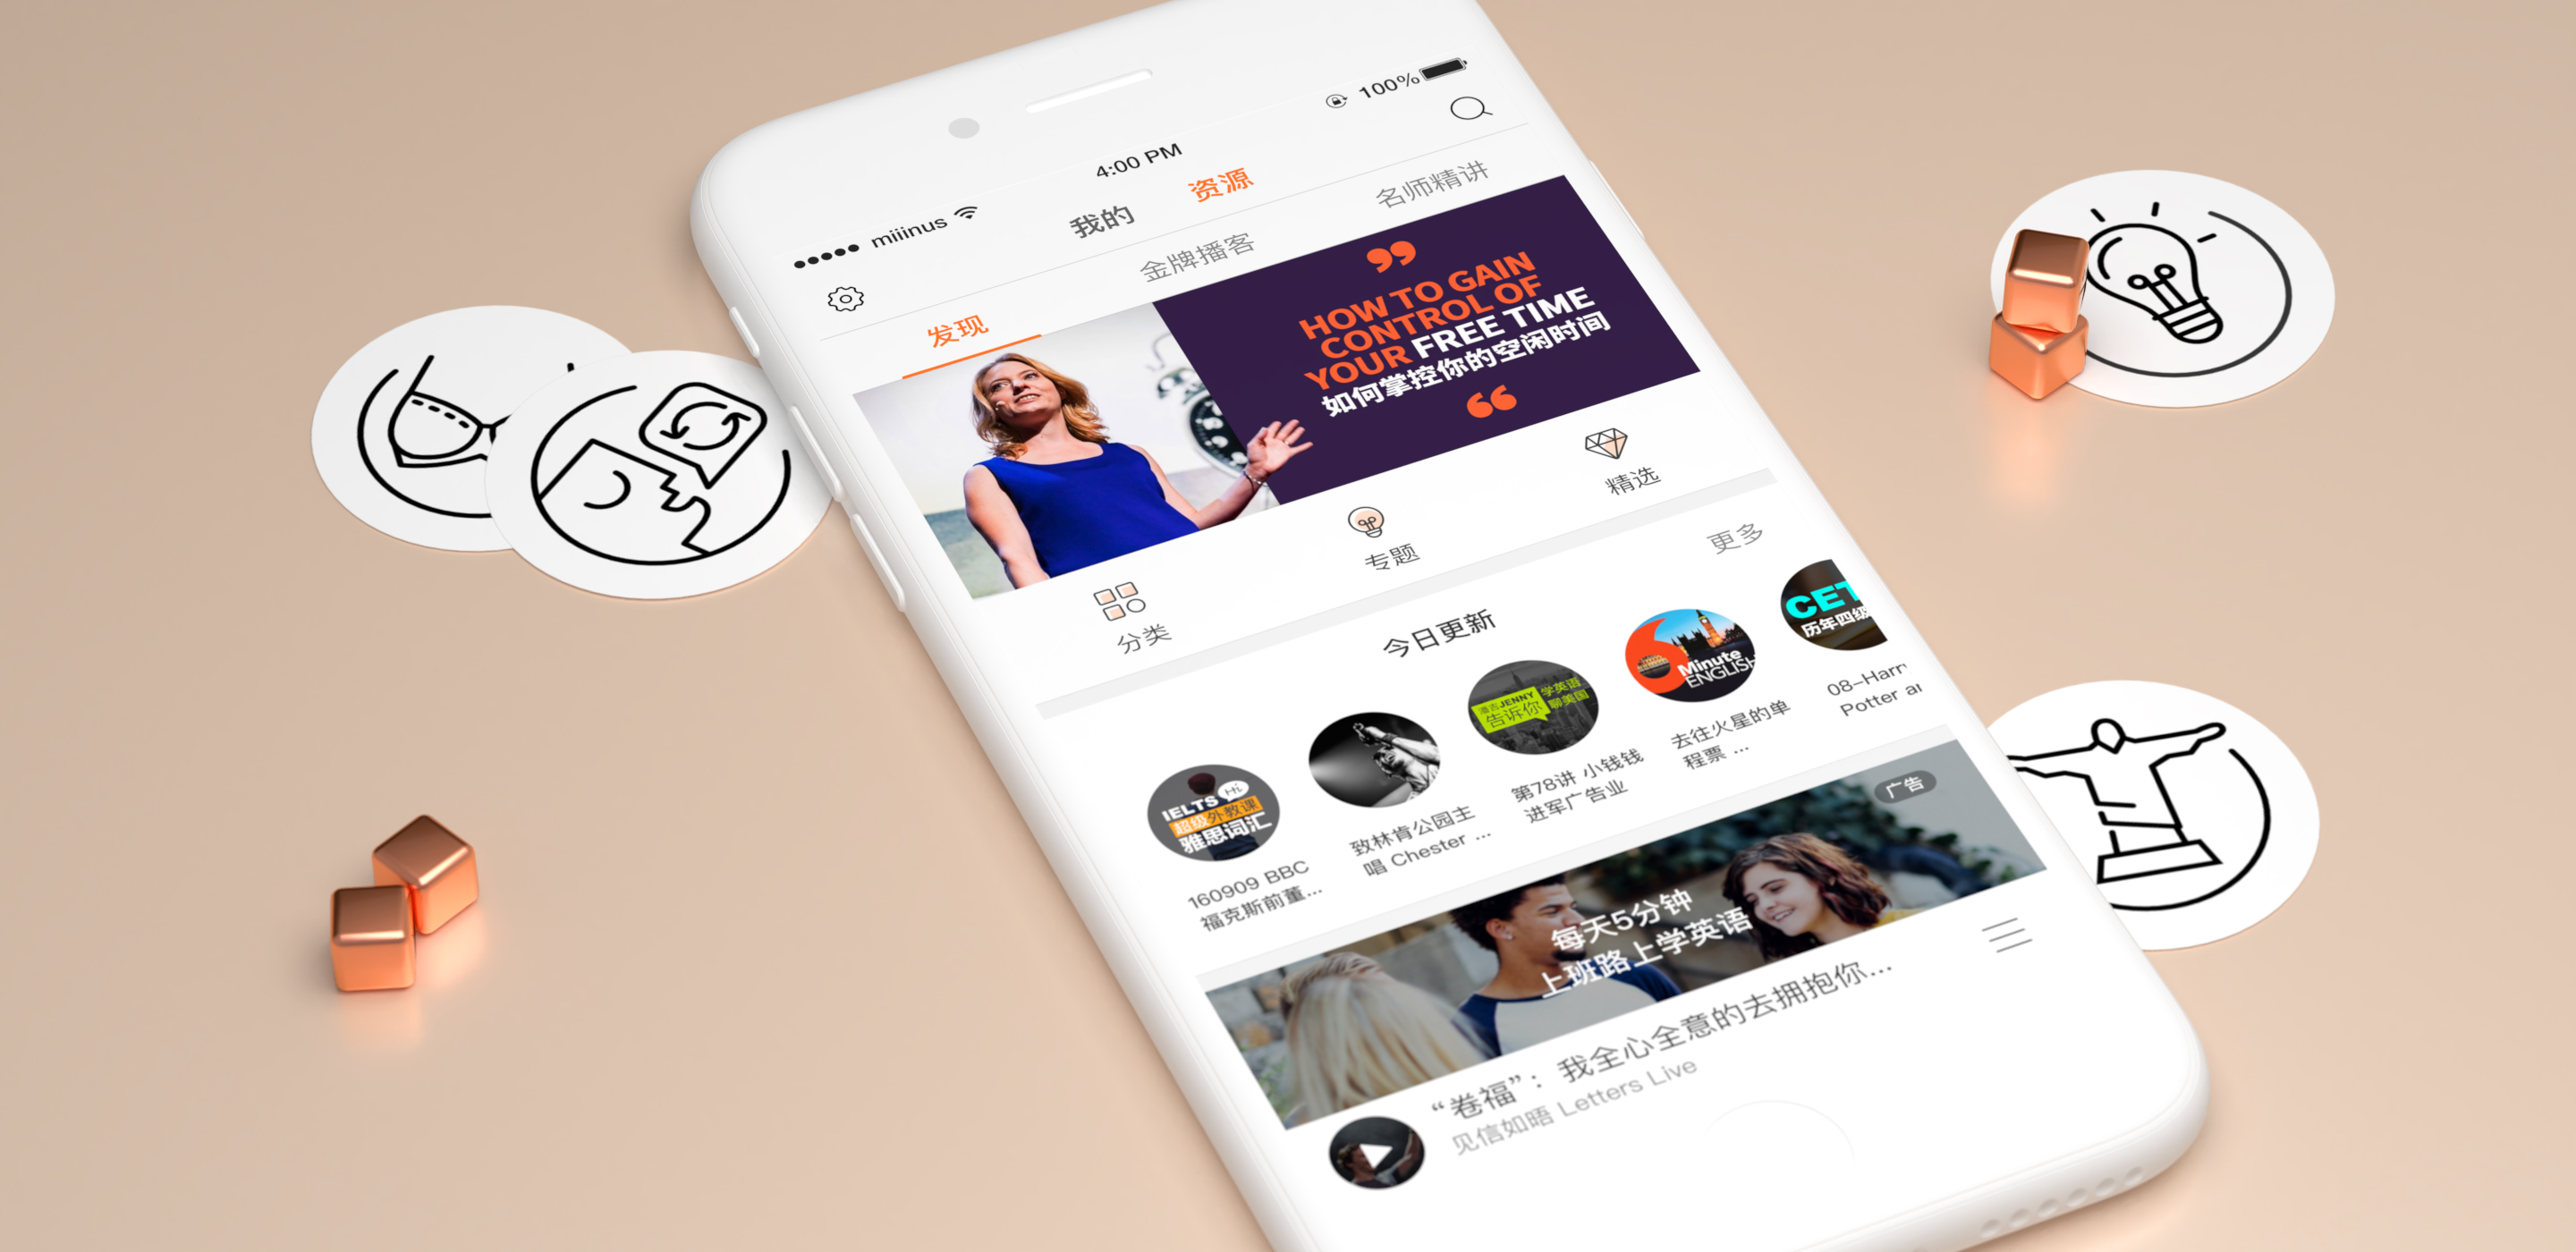 miiinus
4:00 PM
100%
我的
资源
发现
金牌播客
名师精讲
HOW TO GAIN
CONTROL OF
YOUR FREE TIME
如何掌控你的空闲时间
分类
专题
精选
今日更新
更多
IELTS Hi
超级外教课
雅思词汇
160909 BBC
福克斯前董...
致林肯公园主
唱 Chester ...
潘吉JENNY
告诉你
学英语
聊美国
第78讲 小钱钱
进军广告业
6 Minute
ENGLISH
去往火星的单
程票 ...
CET
历年四级
08-Harry
Potter an
广告
每天5分钟
上班路上学英语
“卷福”：我全心全意的去拥抱你...
见信如晤 Letters Live